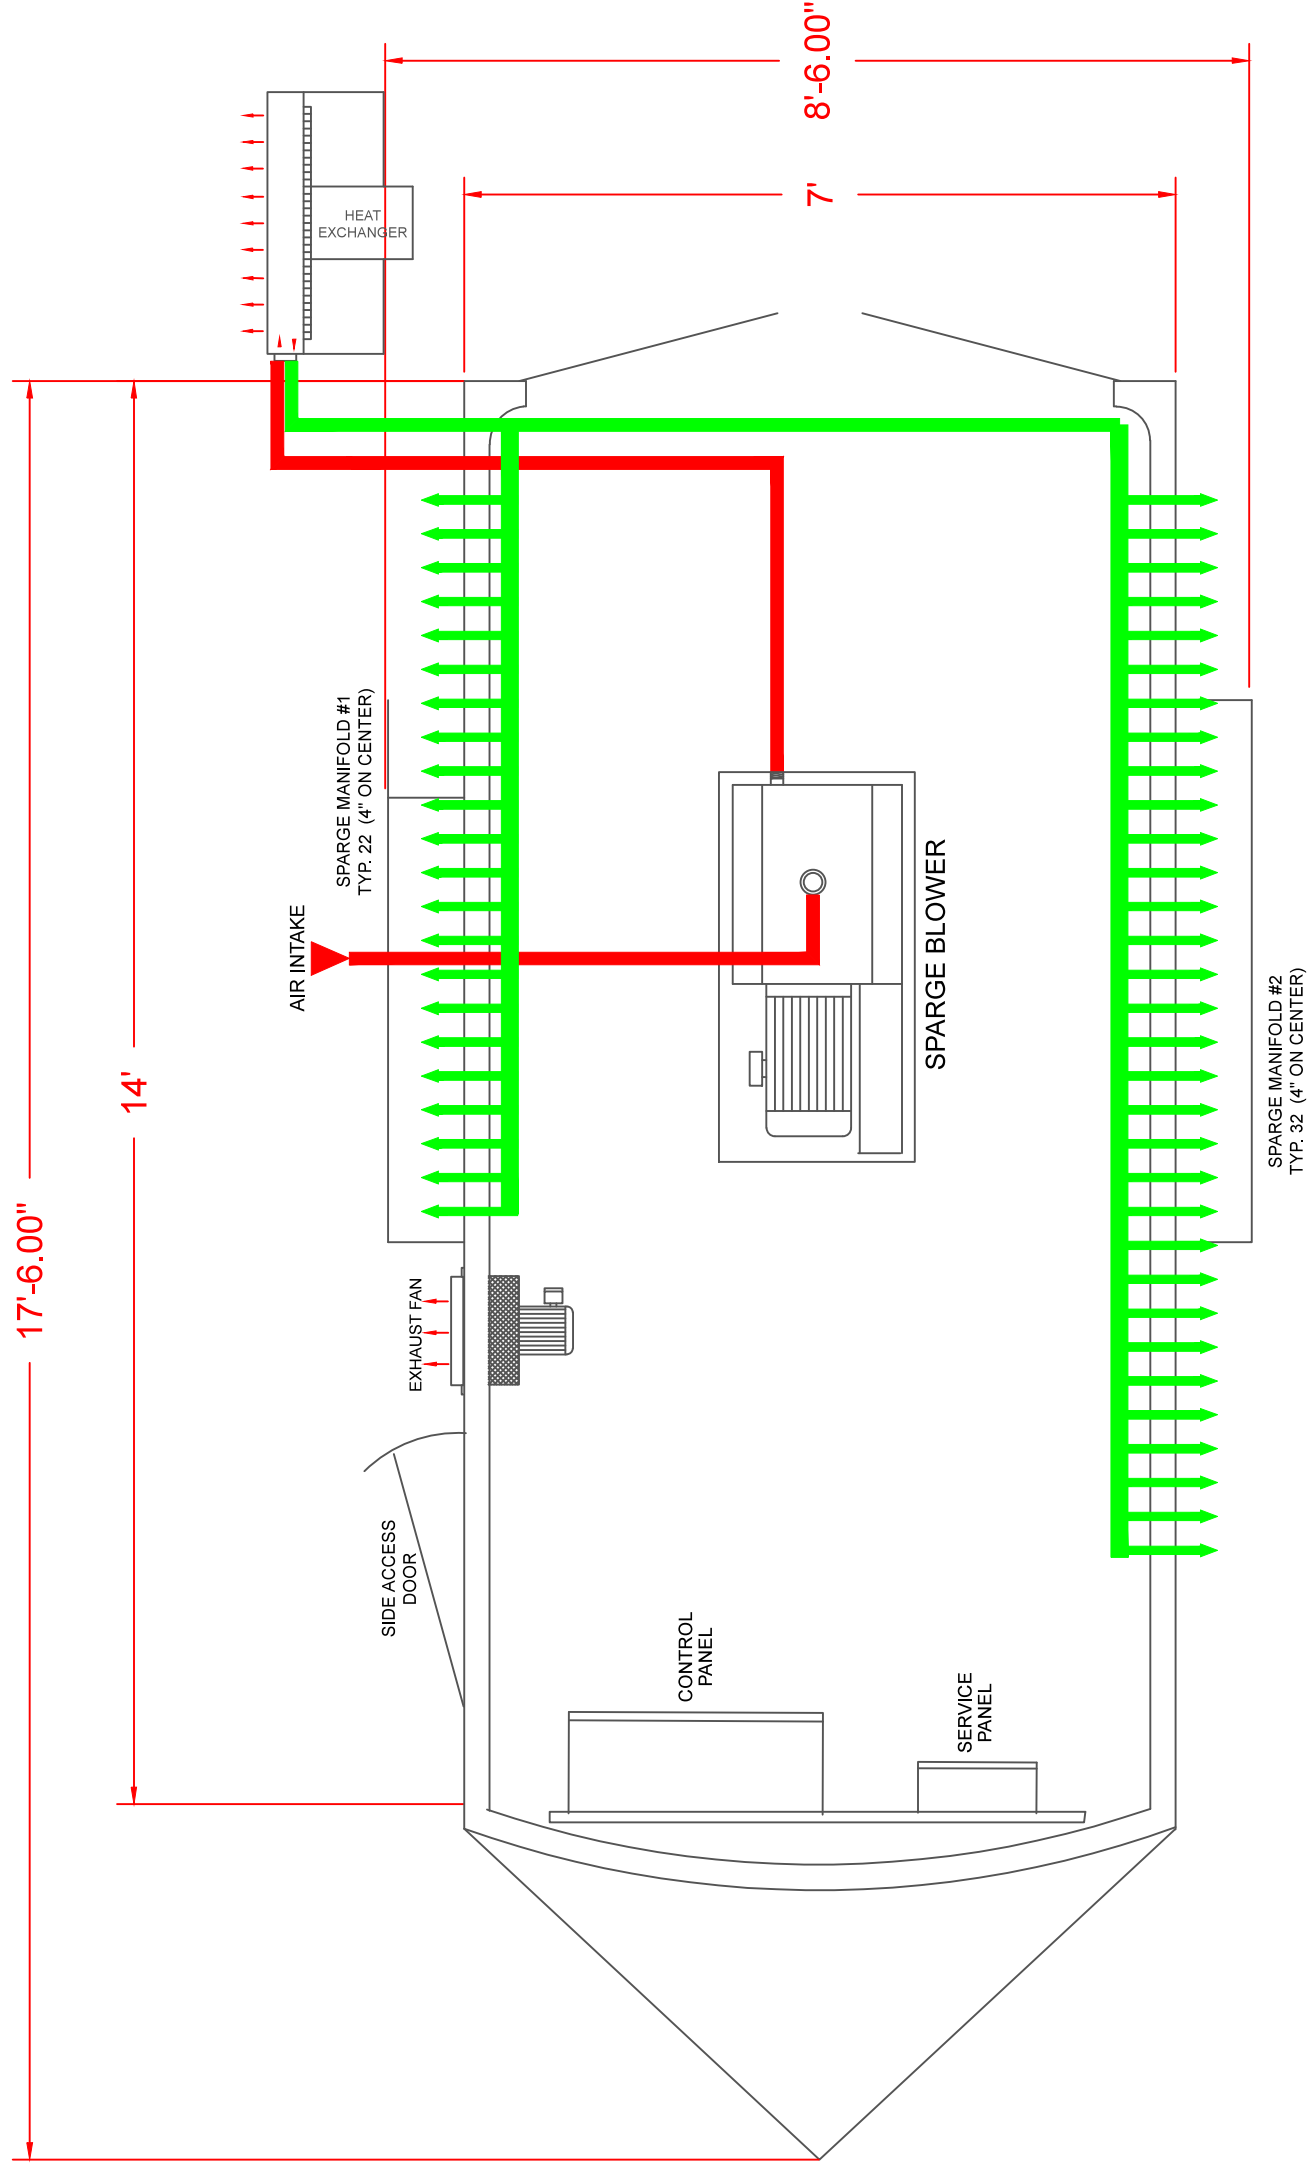 8'-6.00"
7'
HEAT
EXCHANGER
SPARGE MANIFOLD #1
TYP. 22 (4" ON CENTER)
AIR INTAKE
SPARGE BLOWER
SPARGE MANIFOLD #2
TYP. 32 (4" ON CENTER)
14'
17'-6.00"
EXHAUST FAN
SIDE ACCESS
DOOR
CONTROL
PANEL
SERVICE
PANEL